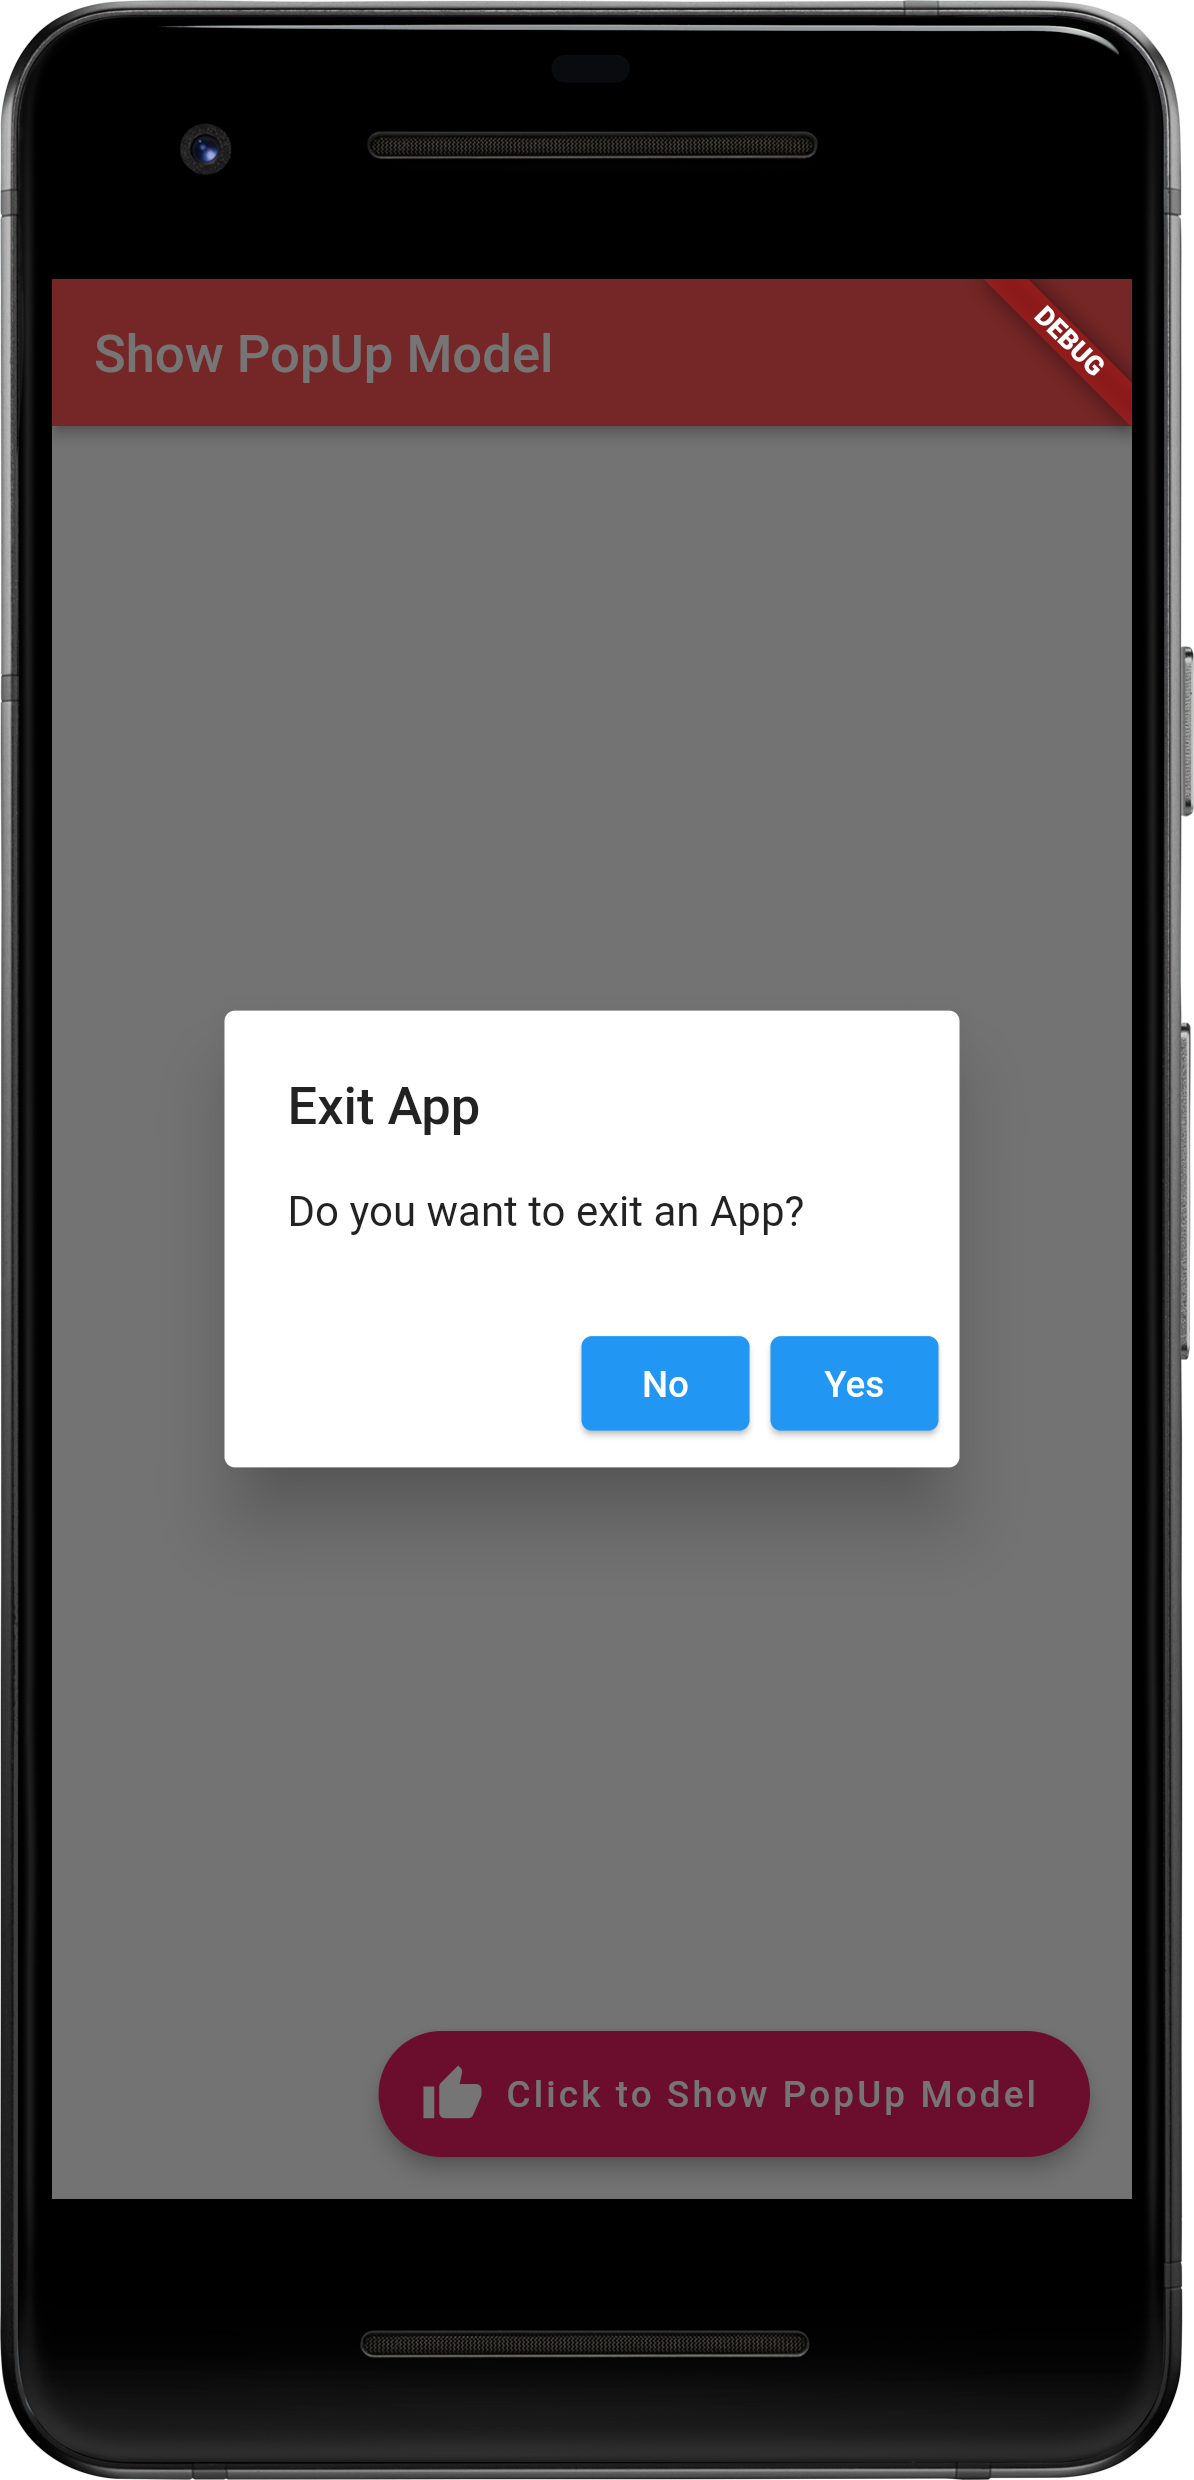 Show PopUp Model
DEBUG
Exit App
Do you want to exit an App?
No
Yes
Click to Show PopUp Model